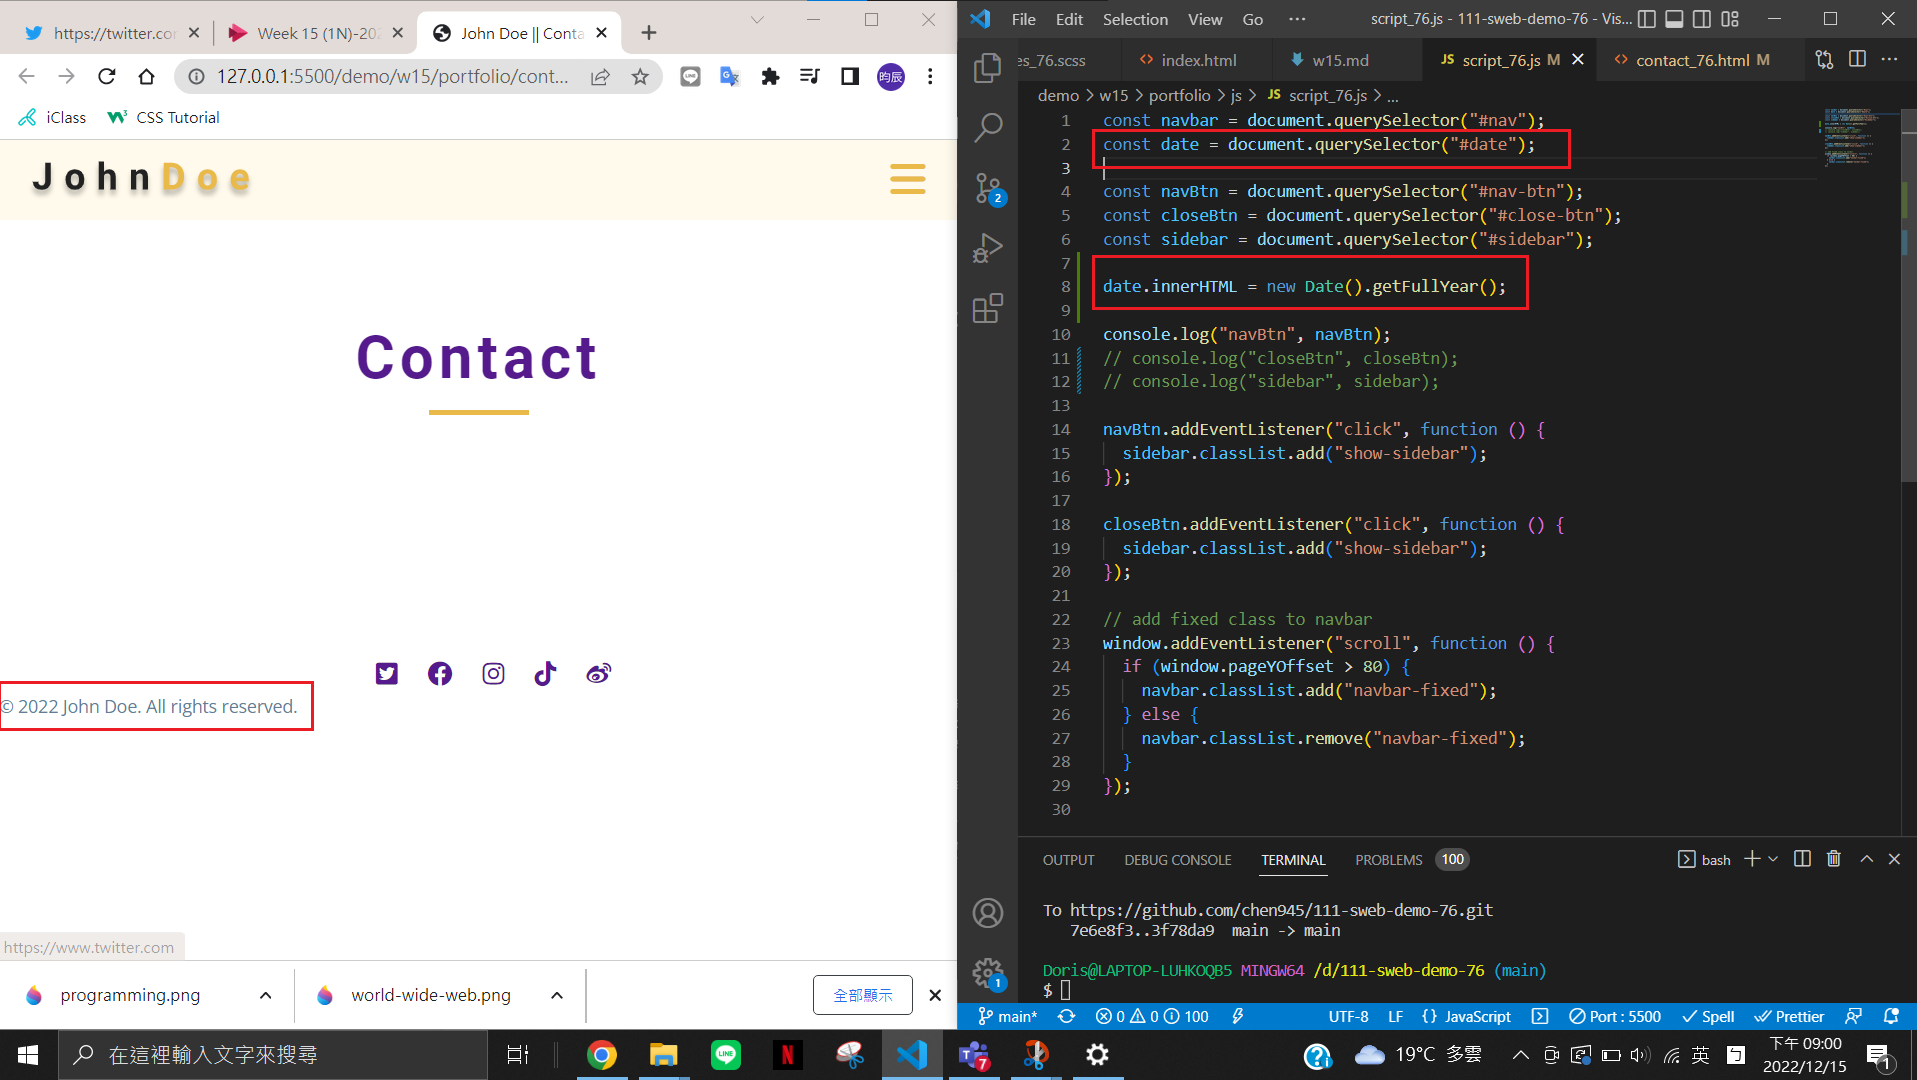 https://twitter.com
Week 15 (1N)-202
John Doe || Conta
127.0.0.1:5500/demo/w15/portfolio/cont...
昀辰
iClass
CSS Tutorial
JohnDoe
Contact
© 2022 John Doe. All rights reserved.
https://www.twitter.com
programming.png
world-wide-web.png
全部顯示
File Edit Selection View Go ···
script_76.js - 111-sweb-demo-76 - Vis...
es_76.scss
index.html
w15.md
JS script_76.js M
contact_76.html M
demo > w15 > portfolio > js > JS script_76.js > ...
1 const navbar = document.querySelector("#nav");
2 const date = document.querySelector("#date");
3
4 const navBtn = document.querySelector("#nav-btn");
5 const closeBtn = document.querySelector("#close-btn");
6 const sidebar = document.querySelector("#sidebar");
7
8 date.innerHTML = new Date().getFullYear();
9
10 console.log("navBtn", navBtn);
11 // console.log("closeBtn", closeBtn);
12 // console.log("sidebar", sidebar);
13
14 navBtn.addEventListener("click", function () {
15 sidebar.classList.add("show-sidebar");
16 });
17
18 closeBtn.addEventListener("click", function () {
19 sidebar.classList.add("show-sidebar");
20 });
21
22 // add fixed class to navbar
23 window.addEventListener("scroll", function () {
24 if (window.pageYOffset > 80) {
25 navbar.classList.add("navbar-fixed");
26 } else {
27 navbar.classList.remove("navbar-fixed");
28 }
29 });
30
2
1
OUTPUT DEBUG CONSOLE TERMINAL PROBLEMS 100
bash
To https://github.com/chen945/111-sweb-demo-76.git
7e6e8f3..3f78da9 main -> main
Doris@LAPTOP-LUHKOQB5 MINGW64 /d/111-sweb-demo-76 (main)
$
main* 0 0 100
UTF-8 LF {} JavaScript Port : 5500 Spell Prettier
在這裡輸入文字來搜尋
LINE
N
7
19°C 多雲
英
下午 09:00
2022/12/15
1